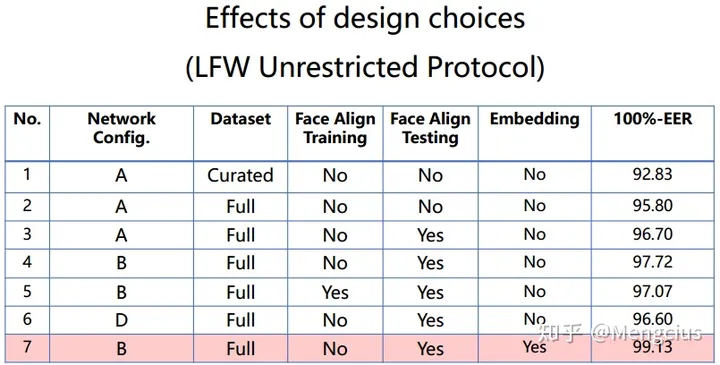 Effects of design choices
(LFW Unrestricted Protocol)
No. Network Config. Dataset Face Align Training Face Align Testing Embedding 100%-EER
1 A Curated No No No 92.83
2 A Full No No No 95.80
3 A Full No Yes No 96.70
4 B Full No Yes No 97.72
5 B Full Yes Yes No 97.07
6 D Full No Yes No 96.60
7 B Full No Yes Yes 99.13
知乎 @Mengcius